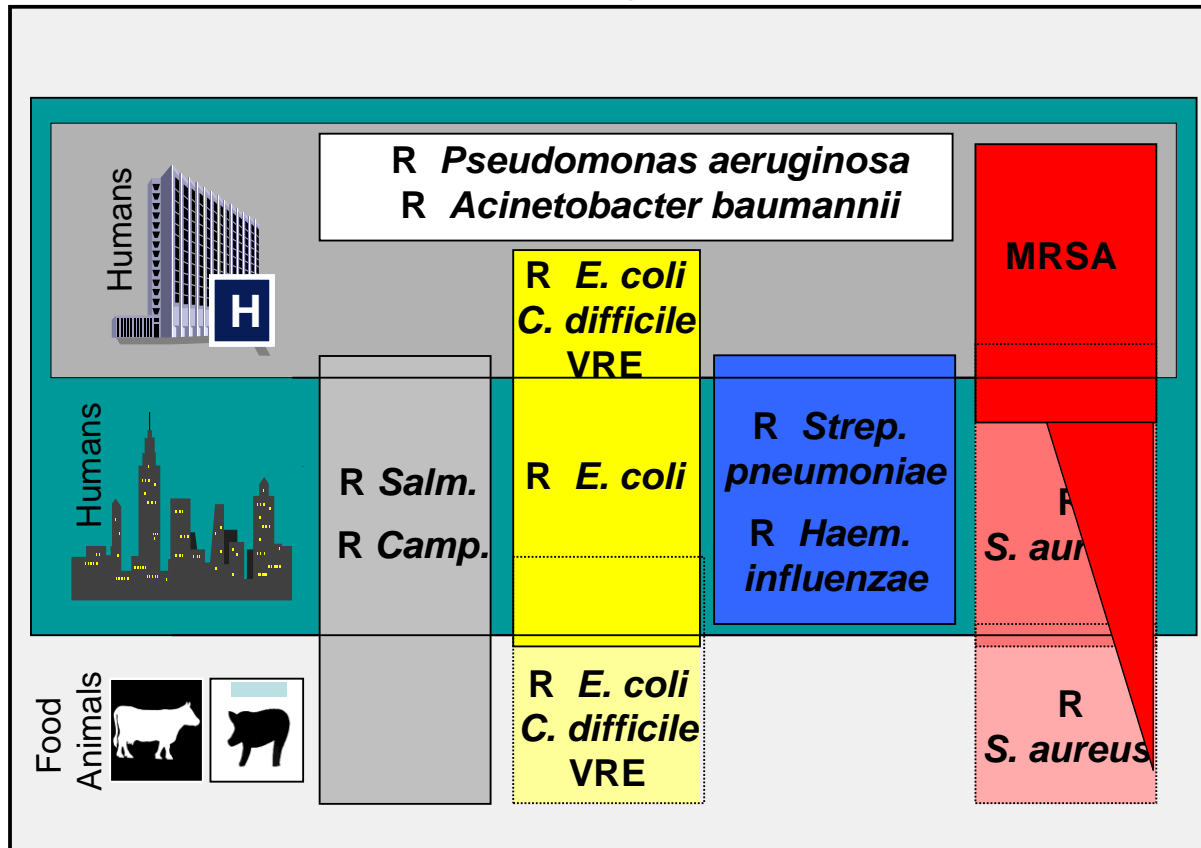 Humans
R Pseudomonas aeruginosa
R Acinetobacter baumannii
H
R E. coli
C. difficile
VRE
MRSA
Humans
R Salm.
R Camp.
R E. coli
R Strep.
pneumoniae
R Haem.
influenzae
R
S. aur
Food
Animals
R E. coli
C. difficile
VRE
R
S. aureus